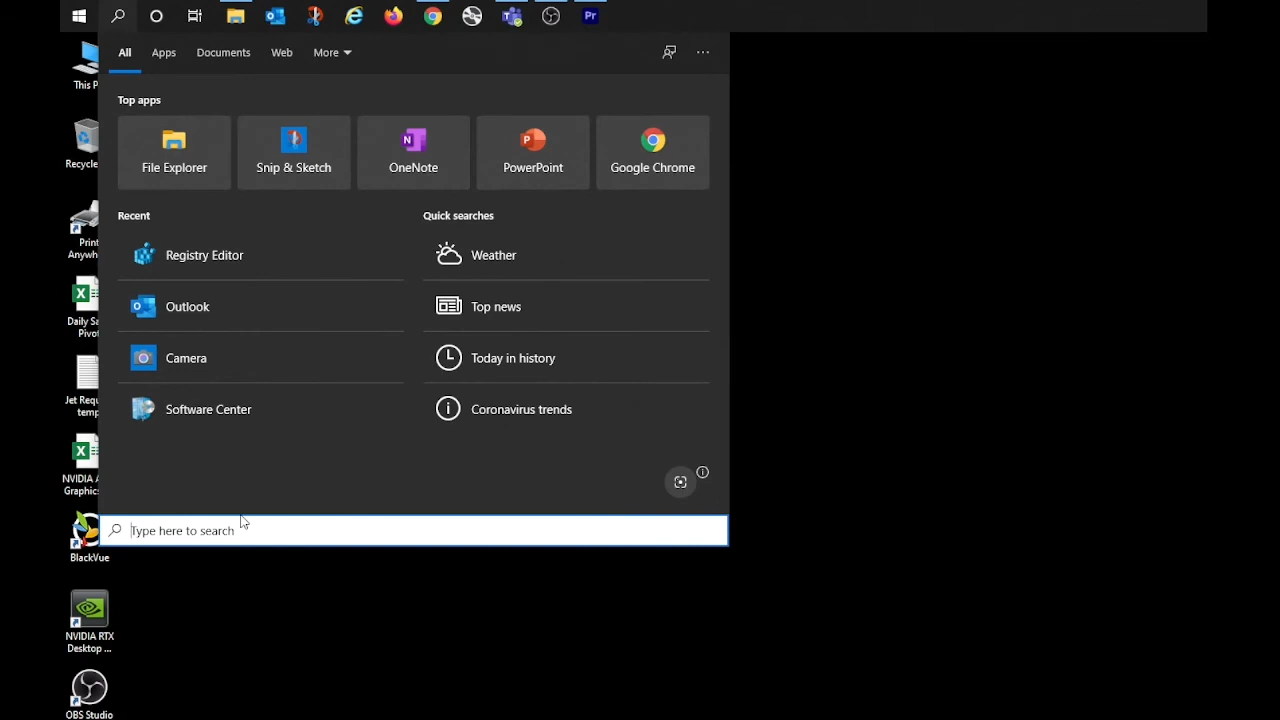 Pr
All Apps Documents Web More
This P
Top apps
File Explorer Snip & Sketch OneNote PowerPoint Google Chrome
Recycle
Recent
Quick searches
Registry Editor
Weather
Print
Anywh
Outlook
Top news
Daily Sa
Pivot
Camera
Today in history
Jet Requ
temp
Software Center
Coronavirus trends
NVIDIA A
Graphics
Type here to search
BlackVue
NVIDIA RTX
Desktop ...
OBS Studio